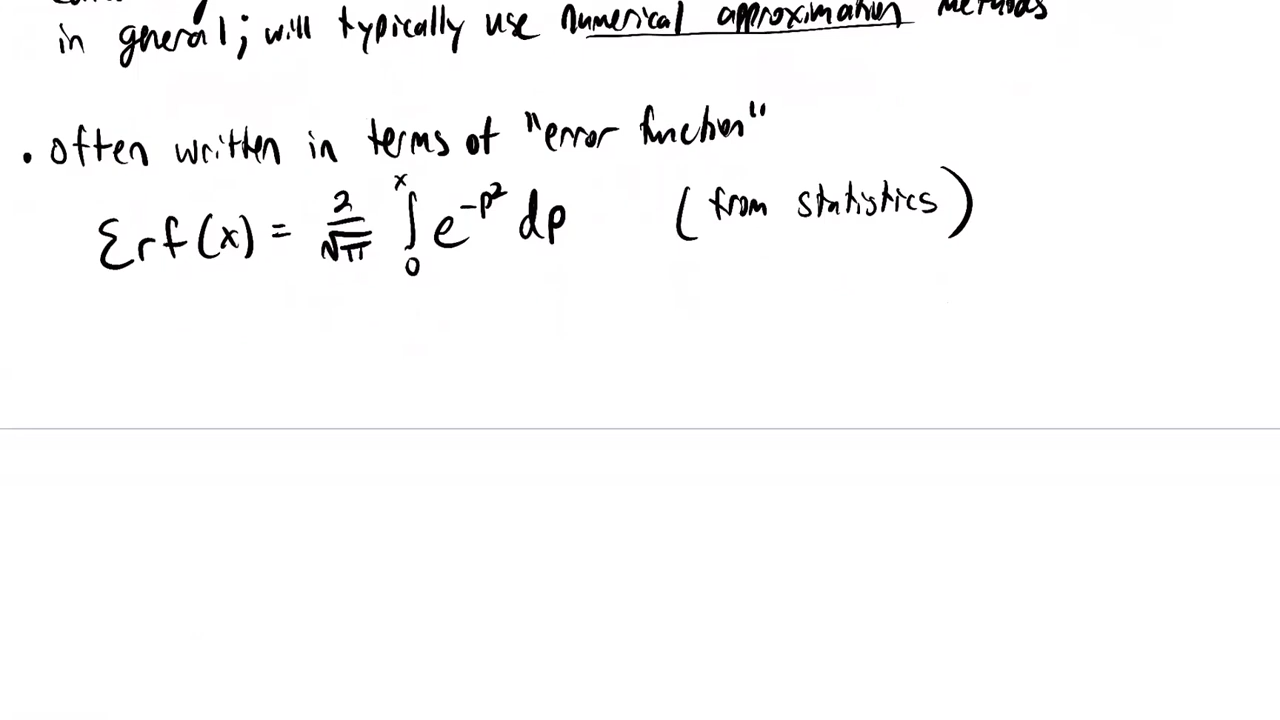 in general; will typically use numerical approximation methods
• often written in terms of "error function"
Erf(x) = 2/√π ∫₀ˣ e^{-p²} dp (from statistics)